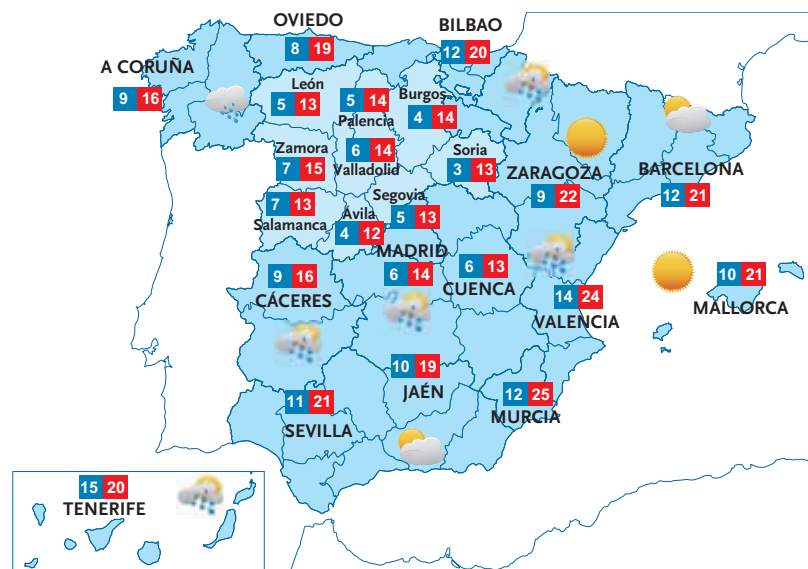 OVIEDO
8 19
BILBAO
12 20
A CORUÑA
9 16
León
5 13
5 14
Palencia
Burgos
4 14
Zamora
7 15
6 14
Valladolid
Soria
3 13
ZARAGOZA
9 22
BARCELONA
12 21
7 13
Salamanca
Ávila
4 12
Segovia
5 13
MADRID
6 14
6 13
CUENCA
9 16
CÁCERES
14 24
VALENCIA
10 21
MALLORCA
10 19
JAÉN
12 25
MURCIA
11 21
SEVILLA
15 20
TENERIFE